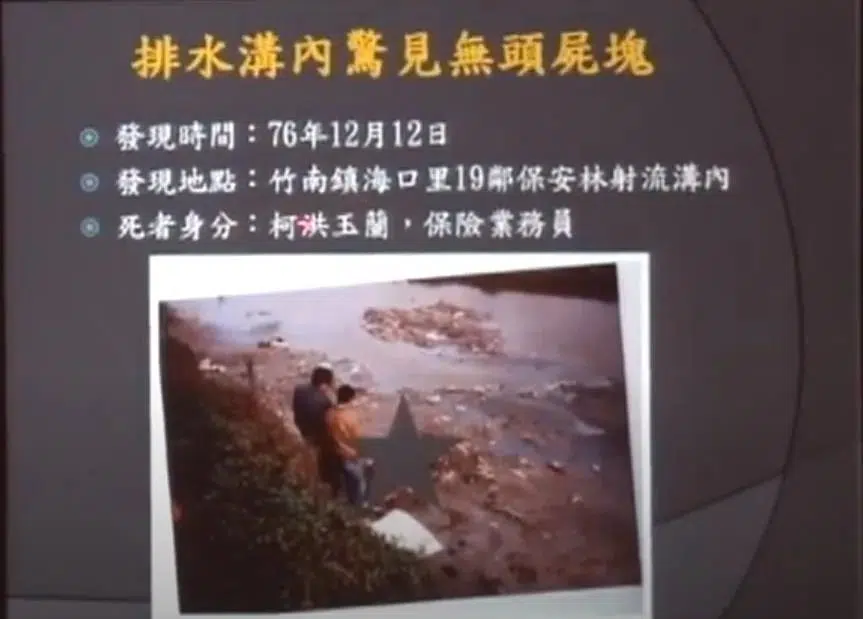 排水溝內驚見無頭屍塊
發現時間：76年12月12日
發現地點：竹南鎮海口里19鄰保安林射流溝內
死者身分：柯洪玉蘭，保險業務員